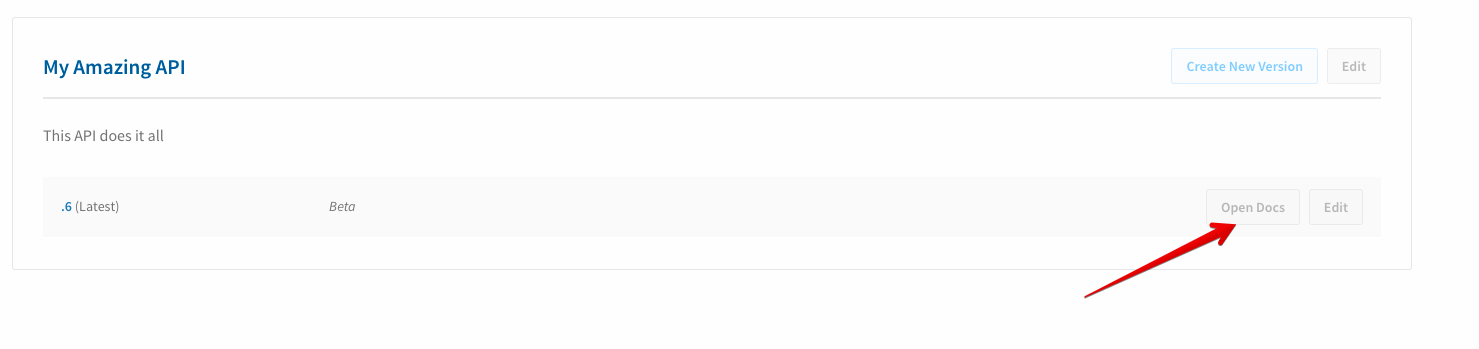 My Amazing API
Create New Version
Edit
This API does it all
.6 (Latest)
Beta
Open Docs
Edit